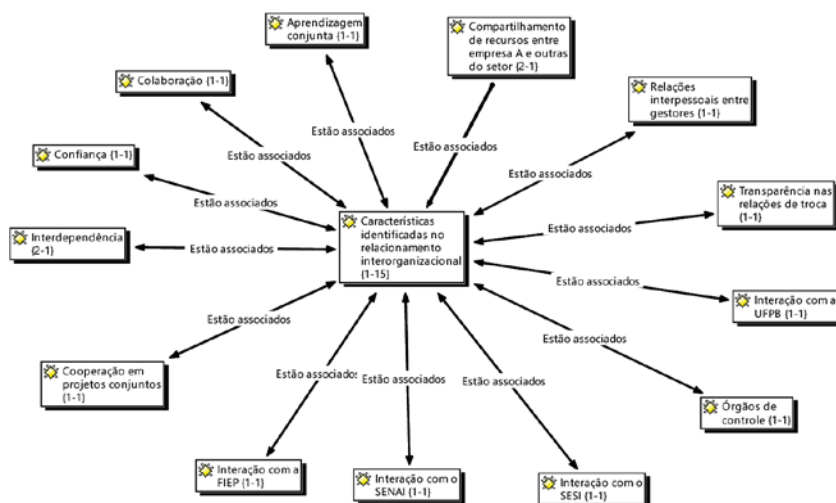 Aprendizagem
conjunta {1-1}
Compartilhamento
de recursos entre
empresa A e outras
do setor {2-1}
Colaboração {1-1}
Relações
interpessoais entre
gestores {1-1}
Estão associados
Estão associados
Estão associados
Estão associados
Confiança {1-1}
Estão associados
Transparência nas
relações de troca
{1-1}
Estão associados
Características
identificadas no
relacionamento
interorganizacional
{1-15}
Interdependência
{2-1}
Estão associados
Estão associados
Interação com a
UFPB {1-1}
Estão associados
Estão associados
Cooperação em
projetos conjuntos
{1-1}
Estão associados
Estão associados
Estão associados
Órgãos de
controle {1-1}
Interação com a
FIEP {1-1}
Interação com o
SENAI {1-1}
Interação com o
SESI {1-1}